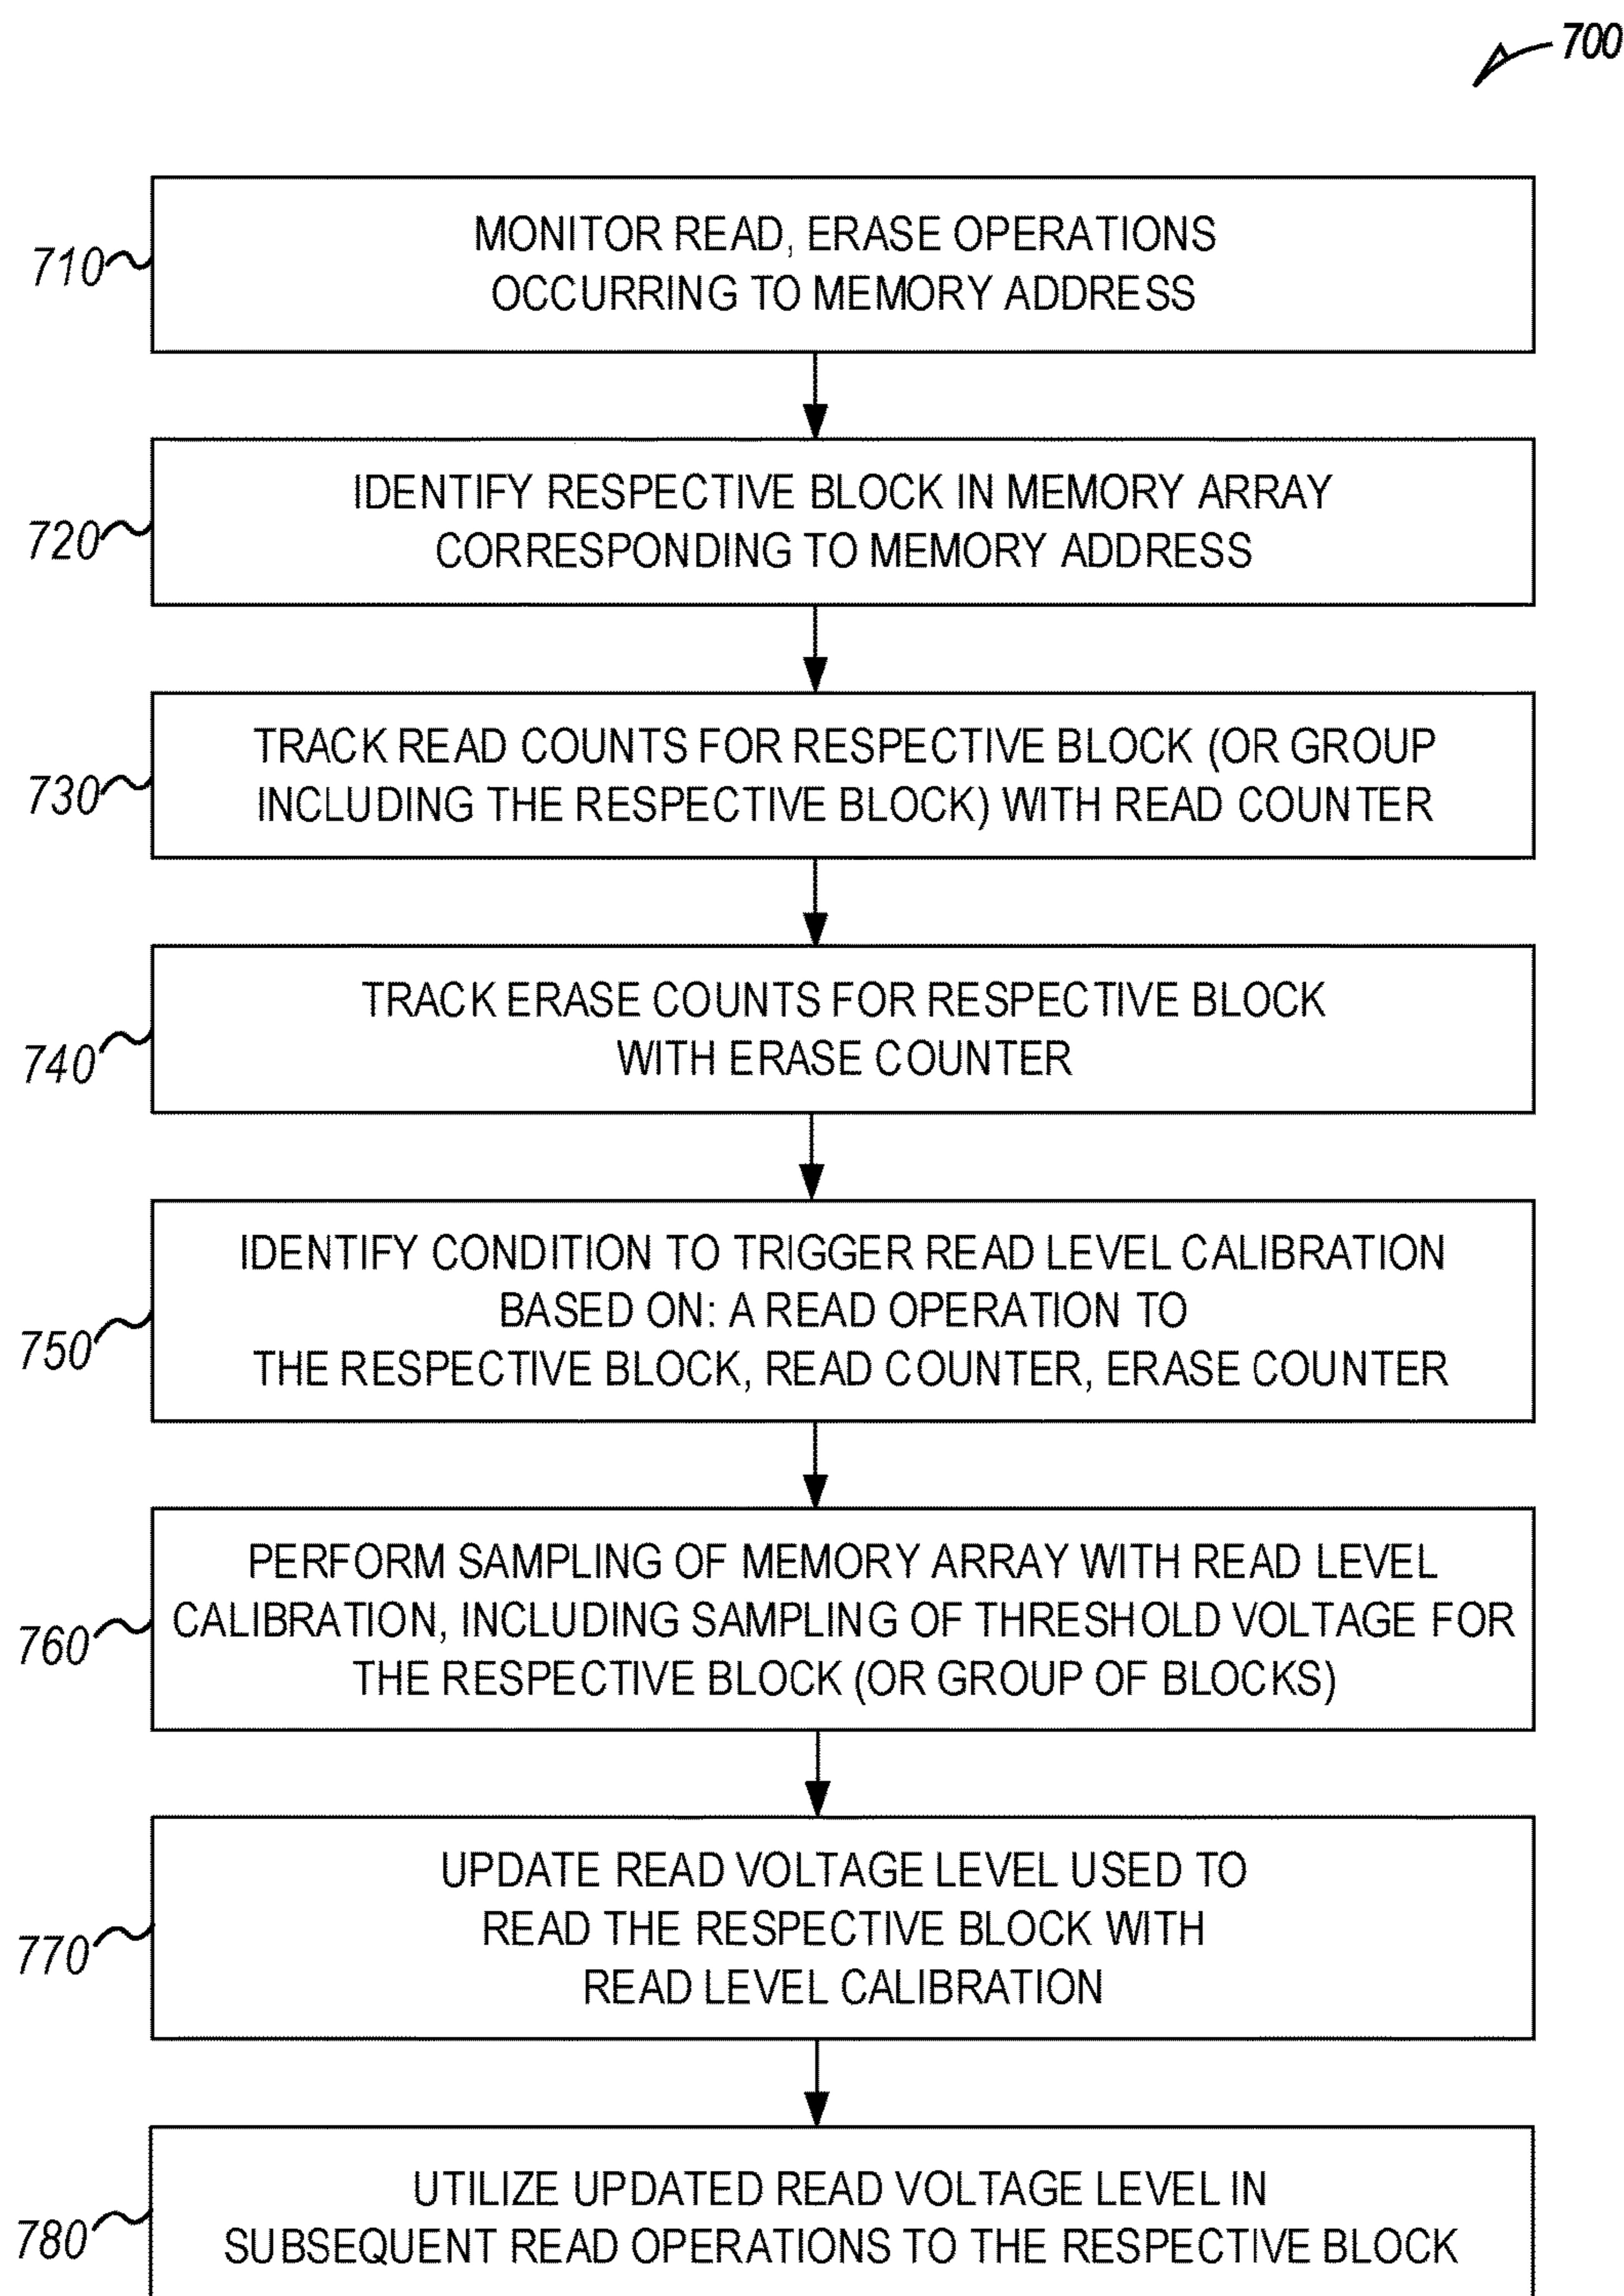 700
710
MONITOR READ, ERASE OPERATIONS
OCCURRING TO MEMORY ADDRESS
720
IDENTIFY RESPECTIVE BLOCK IN MEMORY ARRAY
CORRESPONDING TO MEMORY ADDRESS
730
TRACK READ COUNTS FOR RESPECTIVE BLOCK (OR GROUP
INCLUDING THE RESPECTIVE BLOCK) WITH READ COUNTER
740
TRACK ERASE COUNTS FOR RESPECTIVE BLOCK
WITH ERASE COUNTER
750
IDENTIFY CONDITION TO TRIGGER READ LEVEL CALIBRATION
BASED ON: A READ OPERATION TO
THE RESPECTIVE BLOCK, READ COUNTER, ERASE COUNTER
760
PERFORM SAMPLING OF MEMORY ARRAY WITH READ LEVEL
CALIBRATION, INCLUDING SAMPLING OF THRESHOLD VOLTAGE FOR
THE RESPECTIVE BLOCK (OR GROUP OF BLOCKS)
770
UPDATE READ VOLTAGE LEVEL USED TO
READ THE RESPECTIVE BLOCK WITH
READ LEVEL CALIBRATION
780
UTILIZE UPDATED READ VOLTAGE LEVEL IN
SUBSEQUENT READ OPERATIONS TO THE RESPECTIVE BLOCK